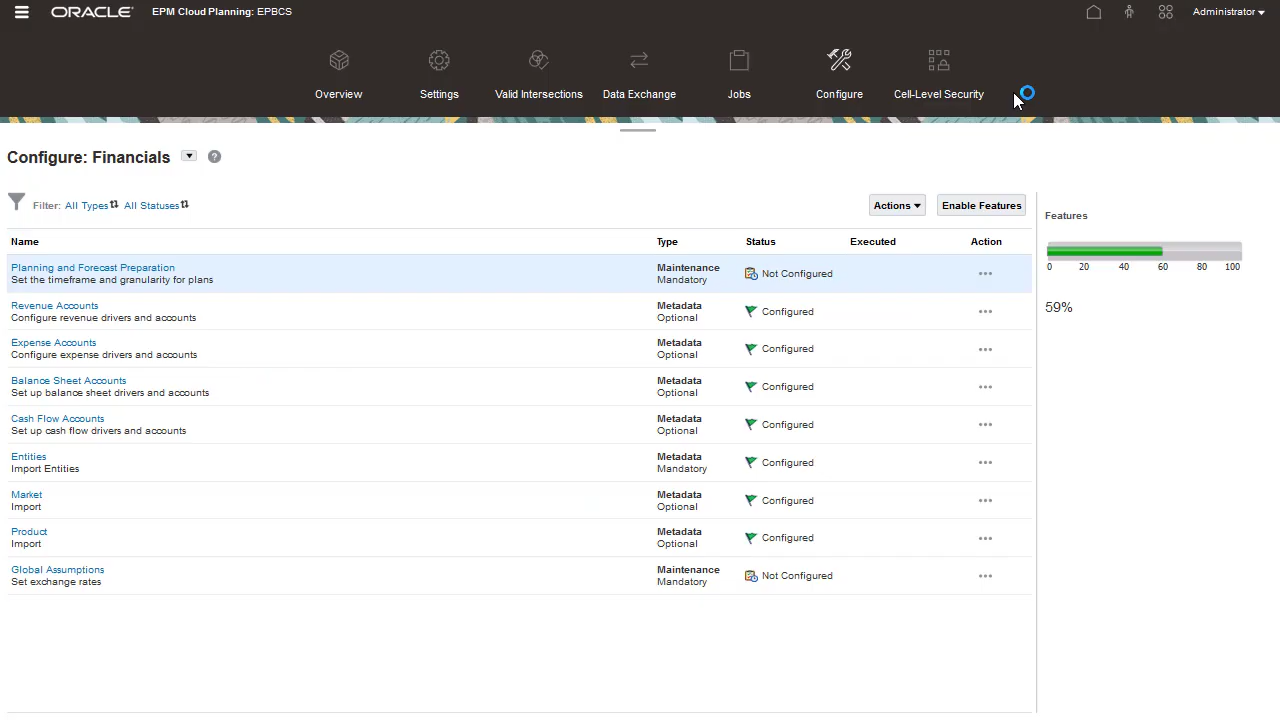 ORACLE EPM Cloud Planning: EPBCS Administrator
Overview Settings Valid Intersections Data Exchange Jobs Configure Cell-Level Security
Configure: Financials
Filter: All Types All Statuses Actions Enable Features
Features
Name Type Status Executed Action
Planning and Forecast Preparation Maintenance Not Configured
Set the timeframe and granularity for plans Mandatory
0 20 40 60 80 100
59%
Revenue Accounts Metadata Configured
Configure revenue drivers and accounts Optional
Expense Accounts Metadata Configured
Configure expense drivers and accounts Optional
Balance Sheet Accounts Metadata Configured
Set up balance sheet drivers and accounts Optional
Cash Flow Accounts Metadata Configured
Set up cash flow drivers and accounts Optional
Entities Metadata Configured
Import Entities Mandatory
Market Metadata Configured
Import Optional
Product Metadata Configured
Import Optional
Global Assumptions Maintenance Not Configured
Set exchange rates Mandatory